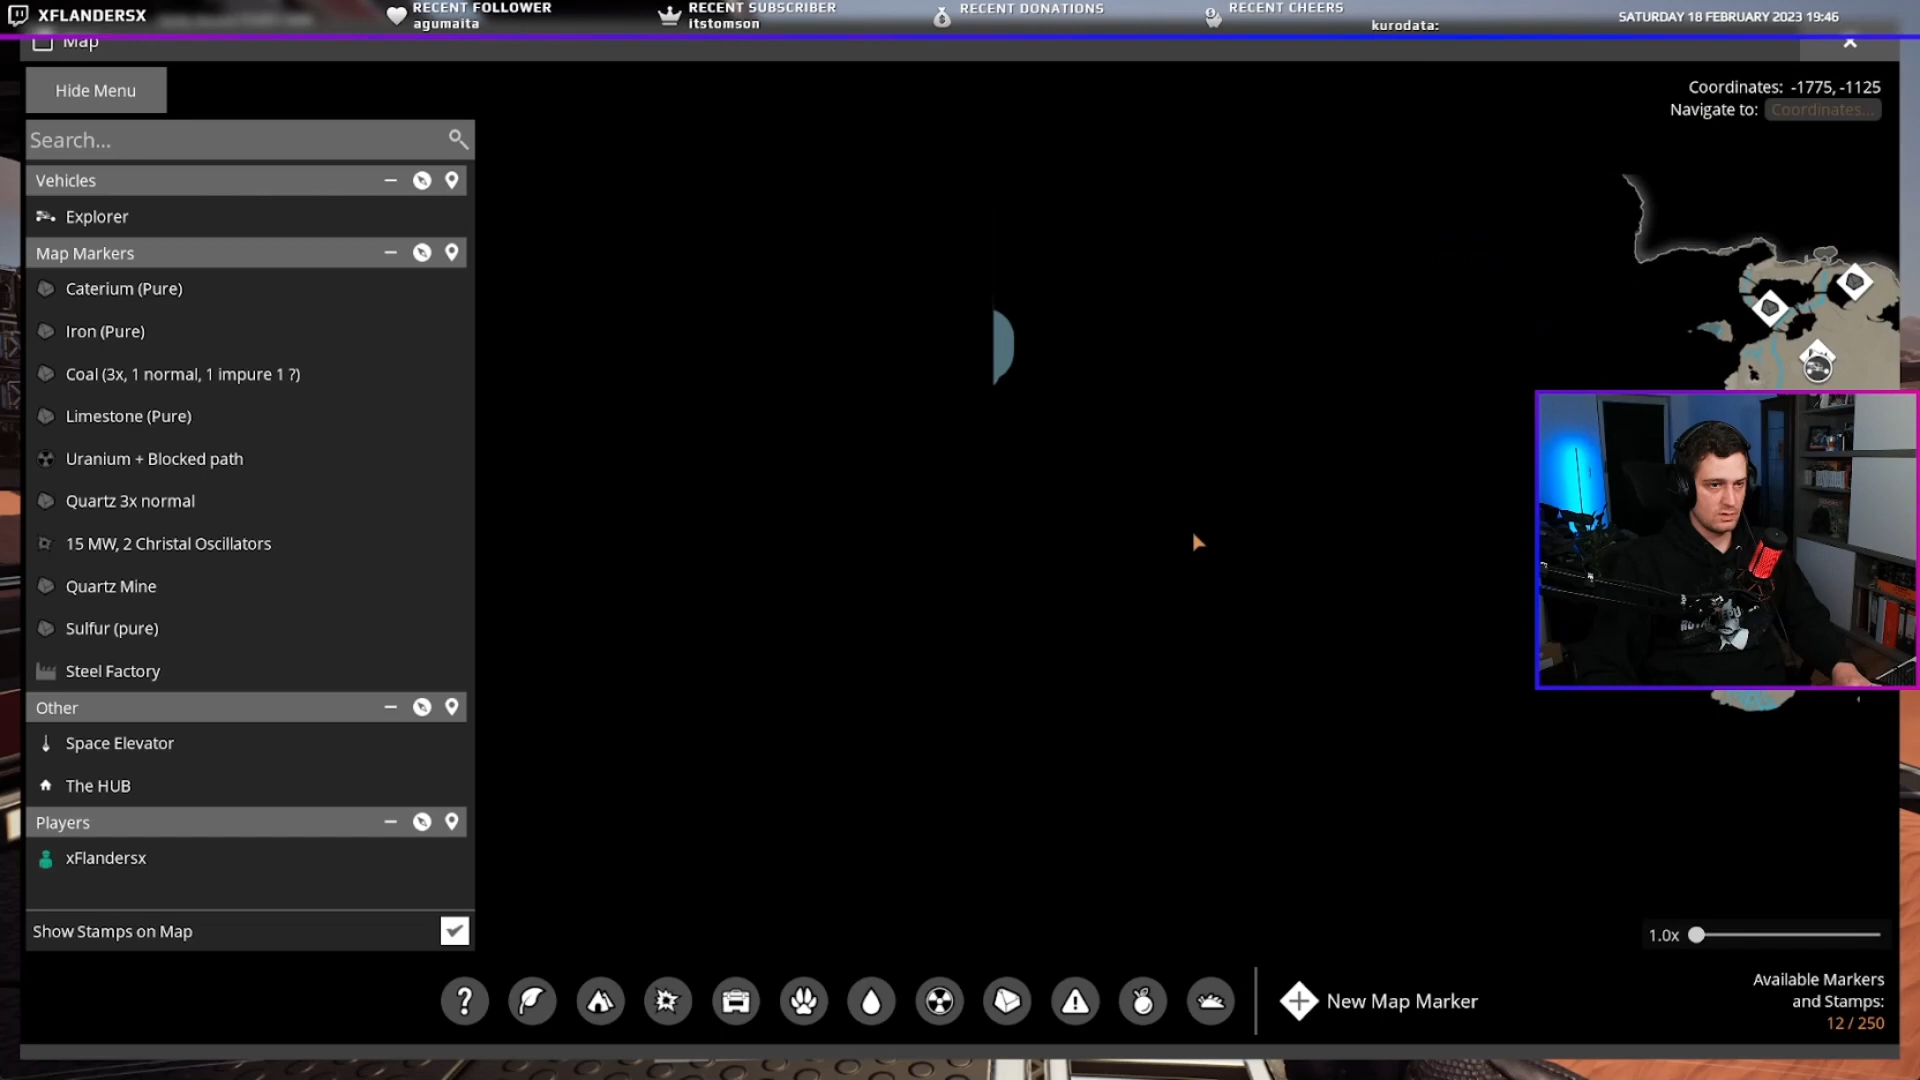 XFLANDERSX
RECENT FOLLOWER
agumaita
RECENT SUBSCRIBER
itstomson
RECENT DONATIONS
RECENT CHEERS
kurodata:
SATURDAY 18 FEBRUARY 2023 19:46
Map
Hide Menu
Coordinates: -1775, -1125
Navigate to: Coordinates...
Search...
Vehicles
Explorer
Map Markers
Caterium (Pure)
Iron (Pure)
Coal (3x, 1 normal, 1 impure 1 ?)
Limestone (Pure)
Uranium + Blocked path
Quartz 3x normal
15 MW, 2 Christal Oscillators
Quartz Mine
Sulfur (pure)
Steel Factory
Other
Space Elevator
The HUB
Players
xFlandersx
Show Stamps on Map
1.0x
New Map Marker
Available Markers
and Stamps:
12 / 250